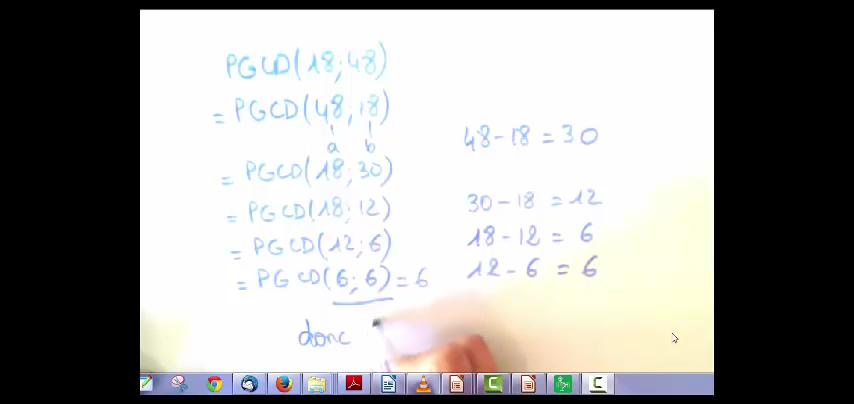 PGCD(18;48)
= PGCD(48;18)
a b
48-18 = 30
= PGCD(18;30)
= PGCD(18;12)
30-18 = 12
= PGCD(12;6)
18-12 = 6
= PGCD(6;6) = 6
12-6 = 6
donc